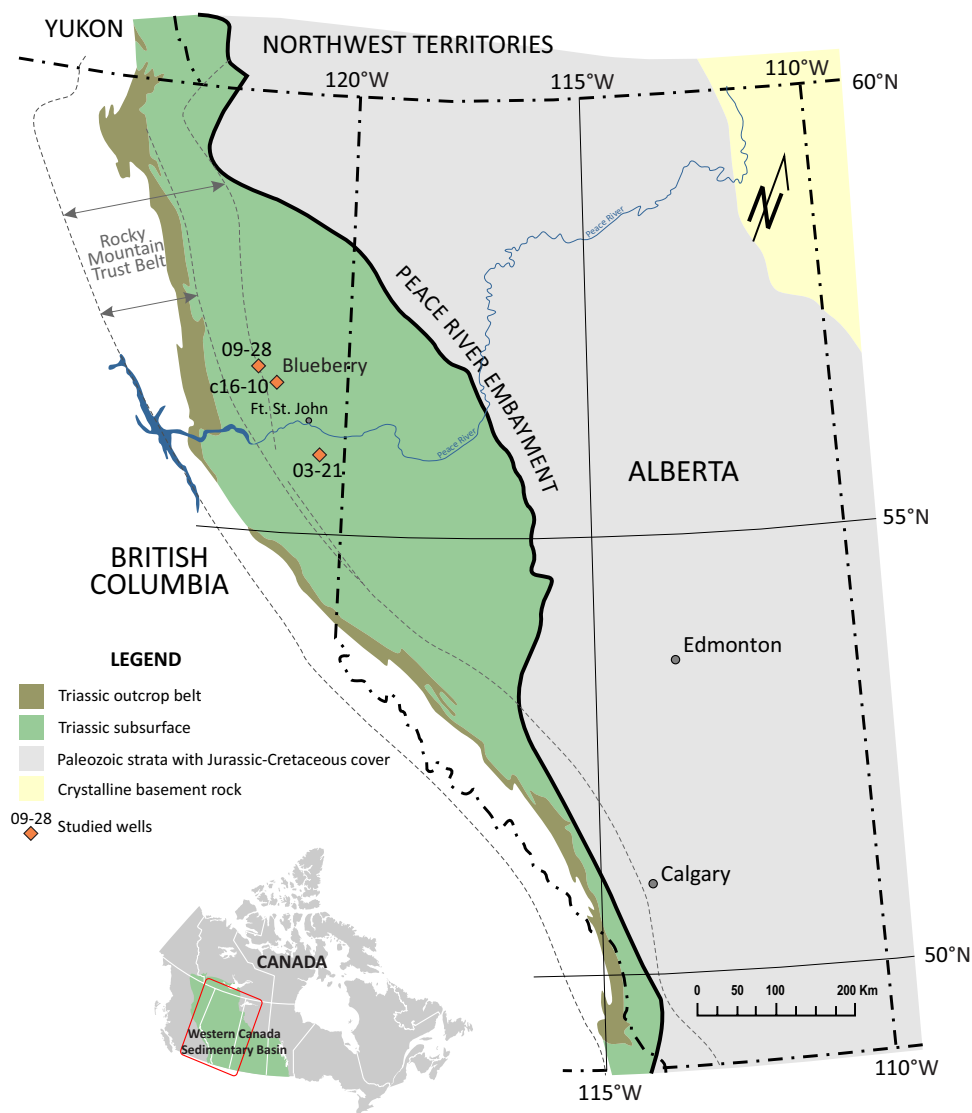 YUKON
NORTHWEST TERRITORIES
120°W
115°W
110°W
60°N
N
Peace River
Rocky
Mountain
Trust Belt
PEACE RIVER EMBAYMENT
09-28
Blueberry
c16-10
Ft. St. John
Peace River
03-21
ALBERTA
55°N
BRITISH
COLUMBIA
Edmonton
LEGEND
Triassic outcrop belt
Triassic subsurface
Paleozoic strata with Jurassic-Cretaceous cover
Crystalline basement rock
09-28
Studied wells
Calgary
50°N
0 50 100 200 Km
CANADA
Western Canada
Sedimentary Basin
115°W
110°W